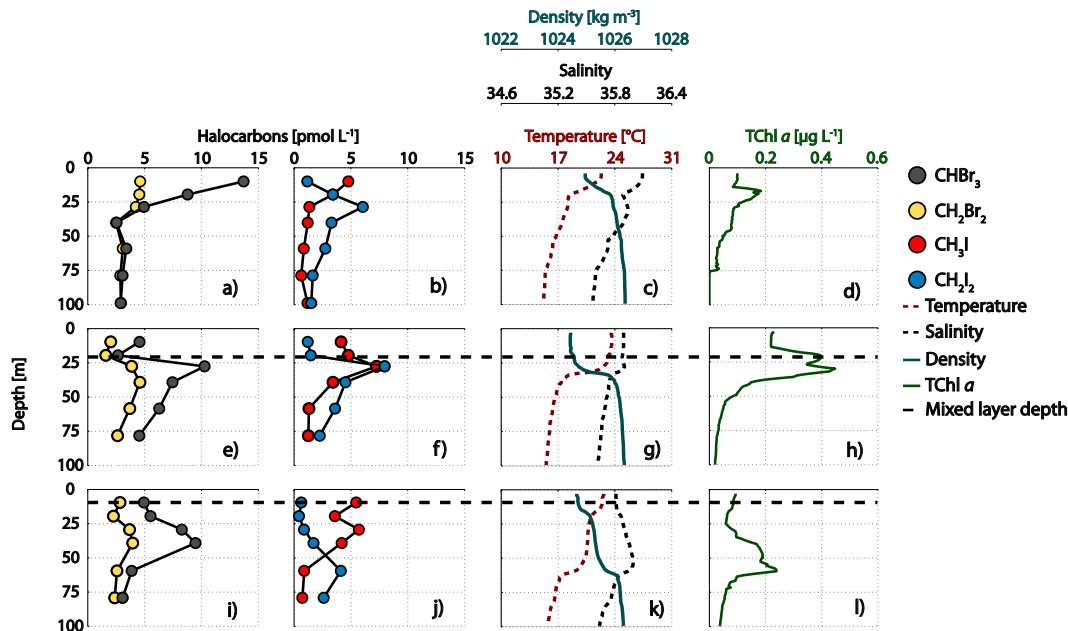 Density [kg m⁻³]
1022 1024 1026 1028
Salinity
34.6 35.2 35.8 36.4
Halocarbons [pmol L⁻¹] Temperature [°C] TChl a [µg L⁻¹]
0 5 10 15 0 5 10 15 10 17 24 31 0 0.2 0.4 0.6
0
25
50
75
100
a) b) c) d)
0
25
50
75
100
e) f) g) h)
0
25
50
75
100
i) j) k) l)
Depth [m]
CHBr₃
CH₂Br₂
CH₃I
CH₂I₂
Temperature
Salinity
Density
TChl a
Mixed layer depth